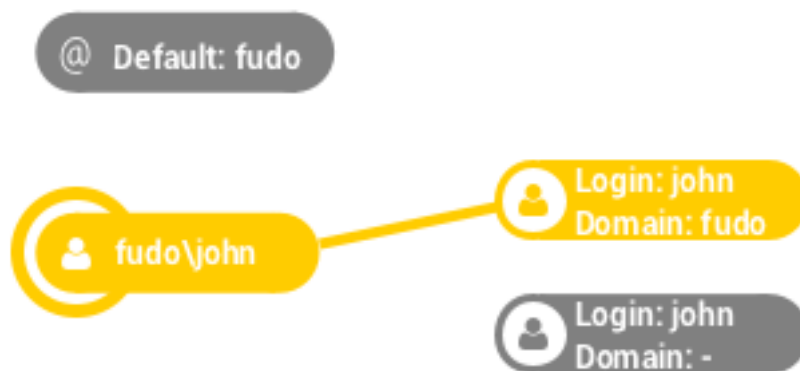 @ Default: fudo
fudo\john
Login: john
Domain: fudo
Login: john
Domain: -